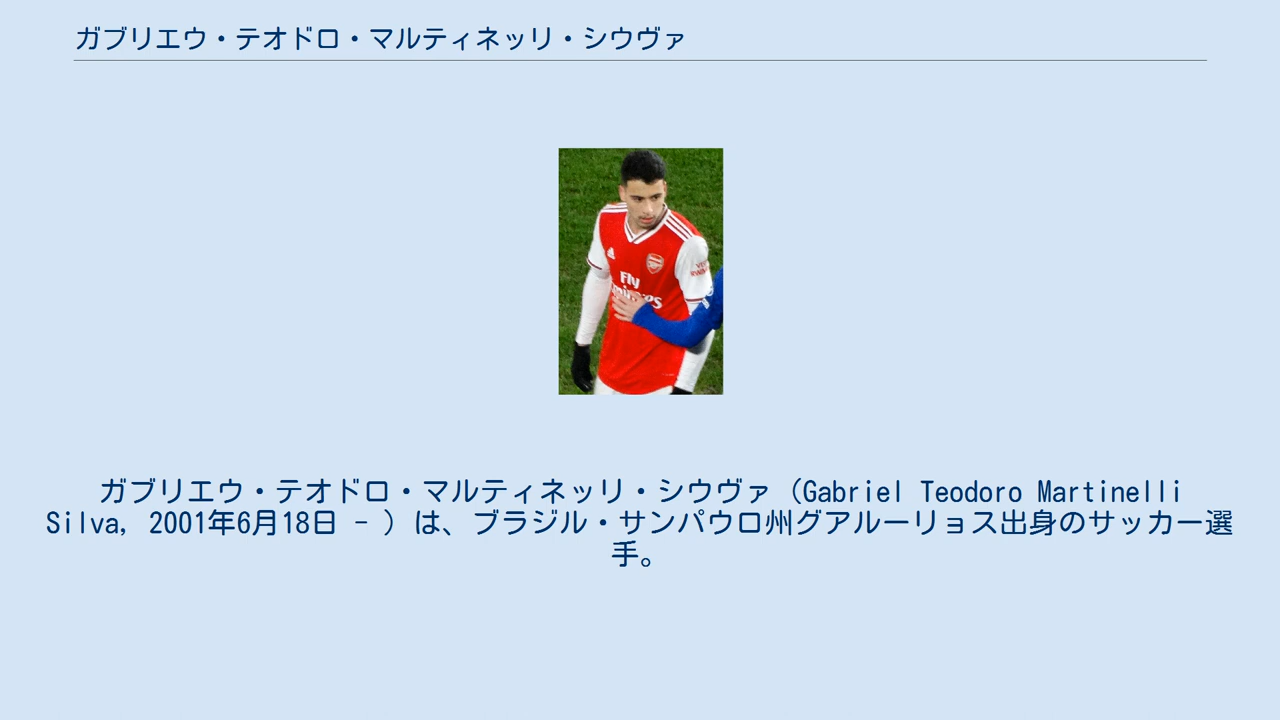 ガブリエウ・テオドロ・マルティネッリ・シウヴァ
Fly
ガブリエウ・テオドロ・マルティネッリ・シウヴァ（Gabriel Teodoro Martinelli
Silva, 2001年6月18日 - ）は、ブラジル・サンパウロ州グアルーリョス出身のサッカー選
手。